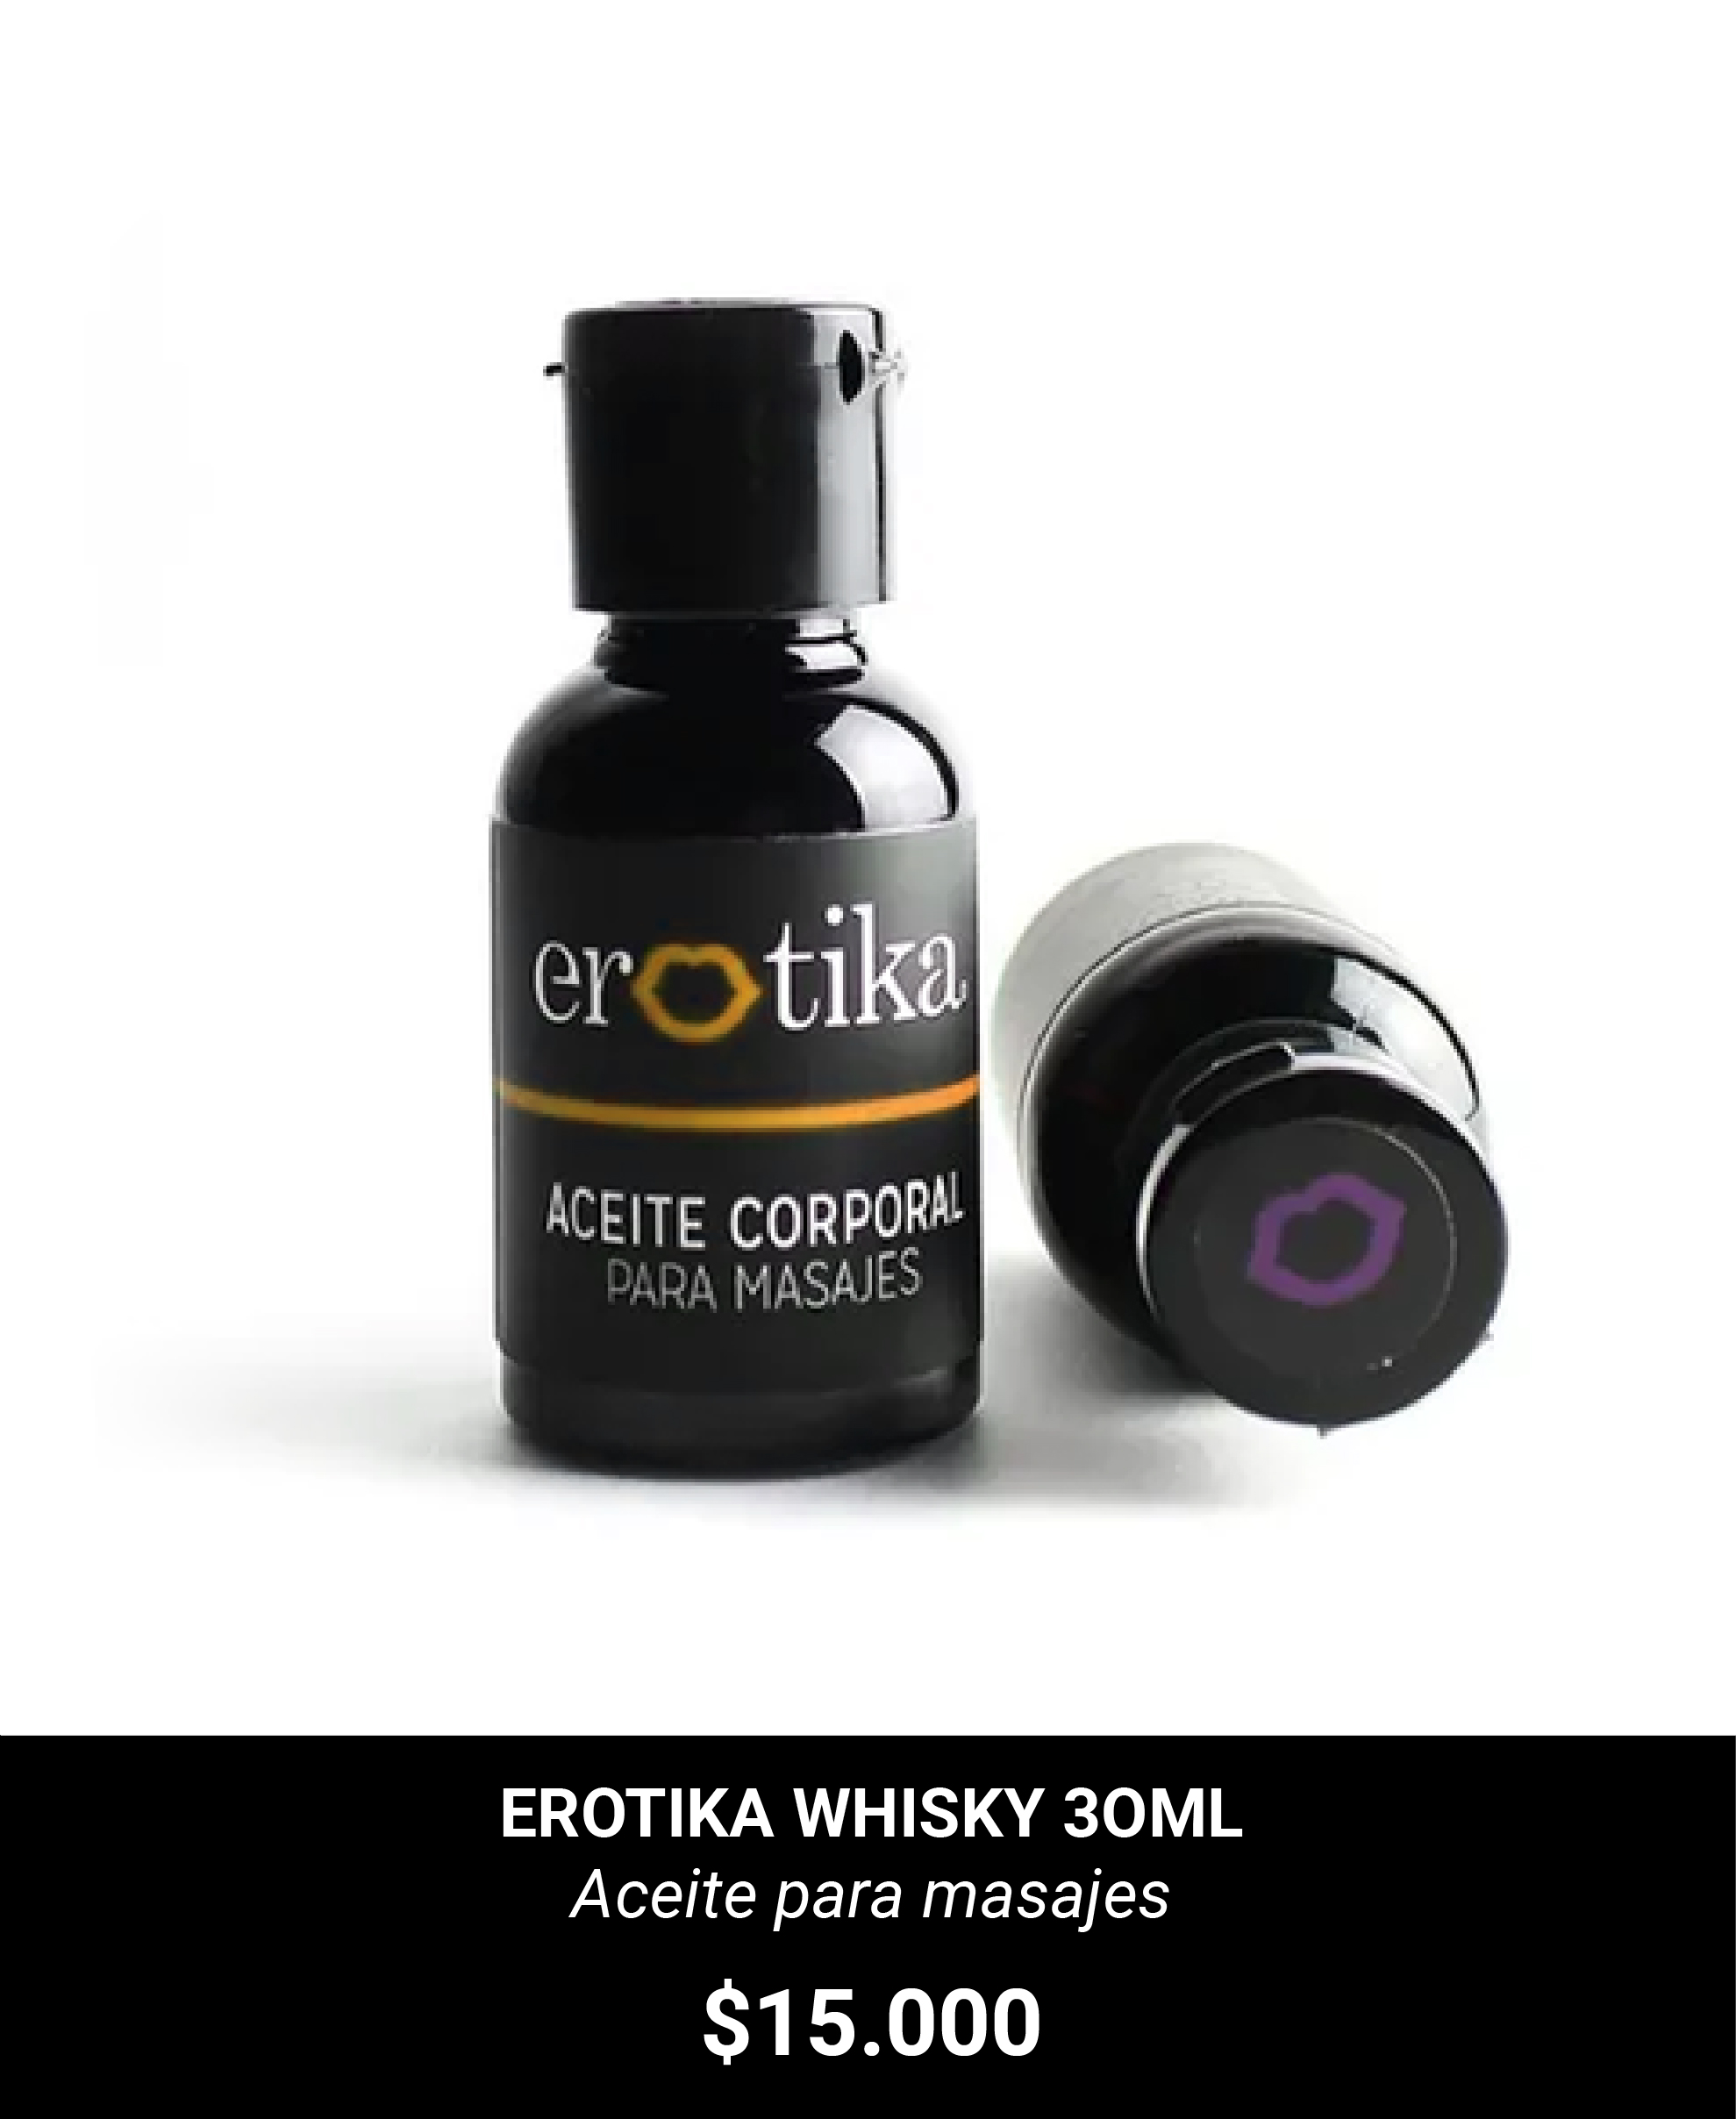 erotika
ACEITE CORPORAL
PARA MASAJES
EROTIKA WHISKY 3OML
Aceite para masajes
$15.000